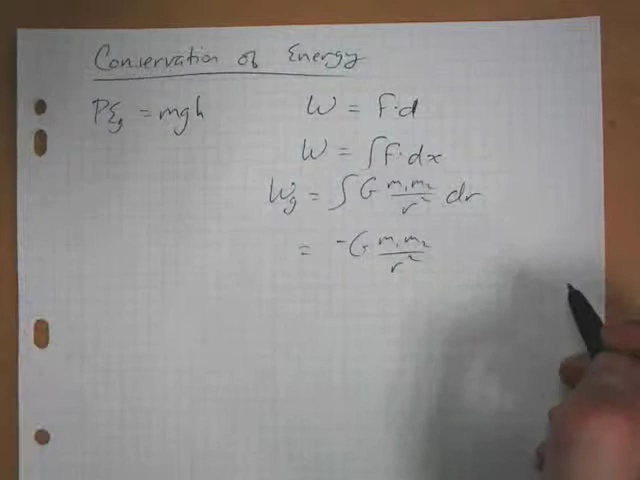 Conservation of Energy
PEg = mgh
W = F·d
W = ∫F·dx
Wg = ∫G m₁m₂/r² dr
= -G m₁m₂/r²